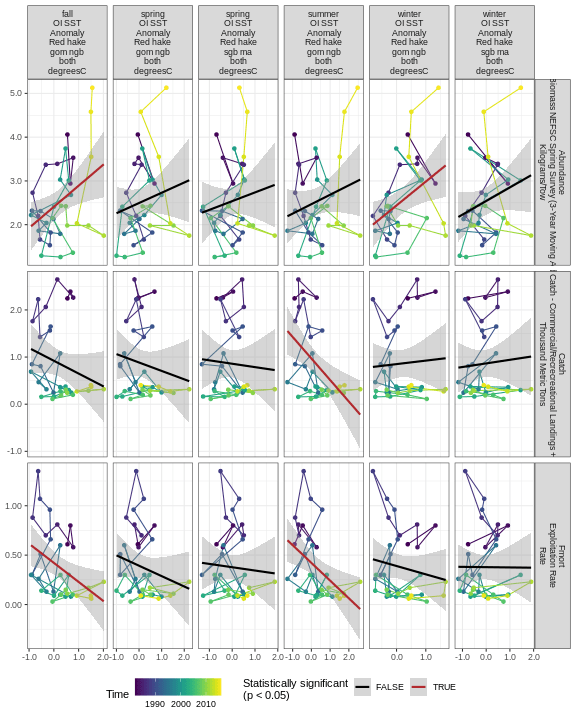 fall
OI SST
Anomaly
Red hake
gom ngb
both
degreesC
spring
OI SST
Anomaly
Red hake
gom ngb
both
degreesC
spring
OI SST
Anomaly
Red hake
sgb ma
both
degreesC
summer
OI SST
Anomaly
Red hake
gom ngb
both
degreesC
winter
OI SST
Anomaly
Red hake
gom ngb
both
degreesC
winter
OI SST
Anomaly
Red hake
sgb ma
both
degreesC
5.0
4.0
3.0
2.0
Abundance
Biomass NEFSC Spring Survey (3-Year Moving A
Kilograms/Tow
2.0
1.0
0.0
-1.0
Catch
Catch - Commercial/Recreational Landings +
Thousand Metric Tons
1.00
0.50
0.00
Fmort
Exploitation Rate
Rate
-1.0 0.0 1.0 2.0
-1.0 0.0 1.0 2.0
-1.0 0.0 1.0 2.0
-1.0 0.0 1.0 2.0
0.0 1.0
-1.0 0.0 1.0 2.0
Time
1990 2000 2010
Statistically significant
(p < 0.05)
FALSE
TRUE